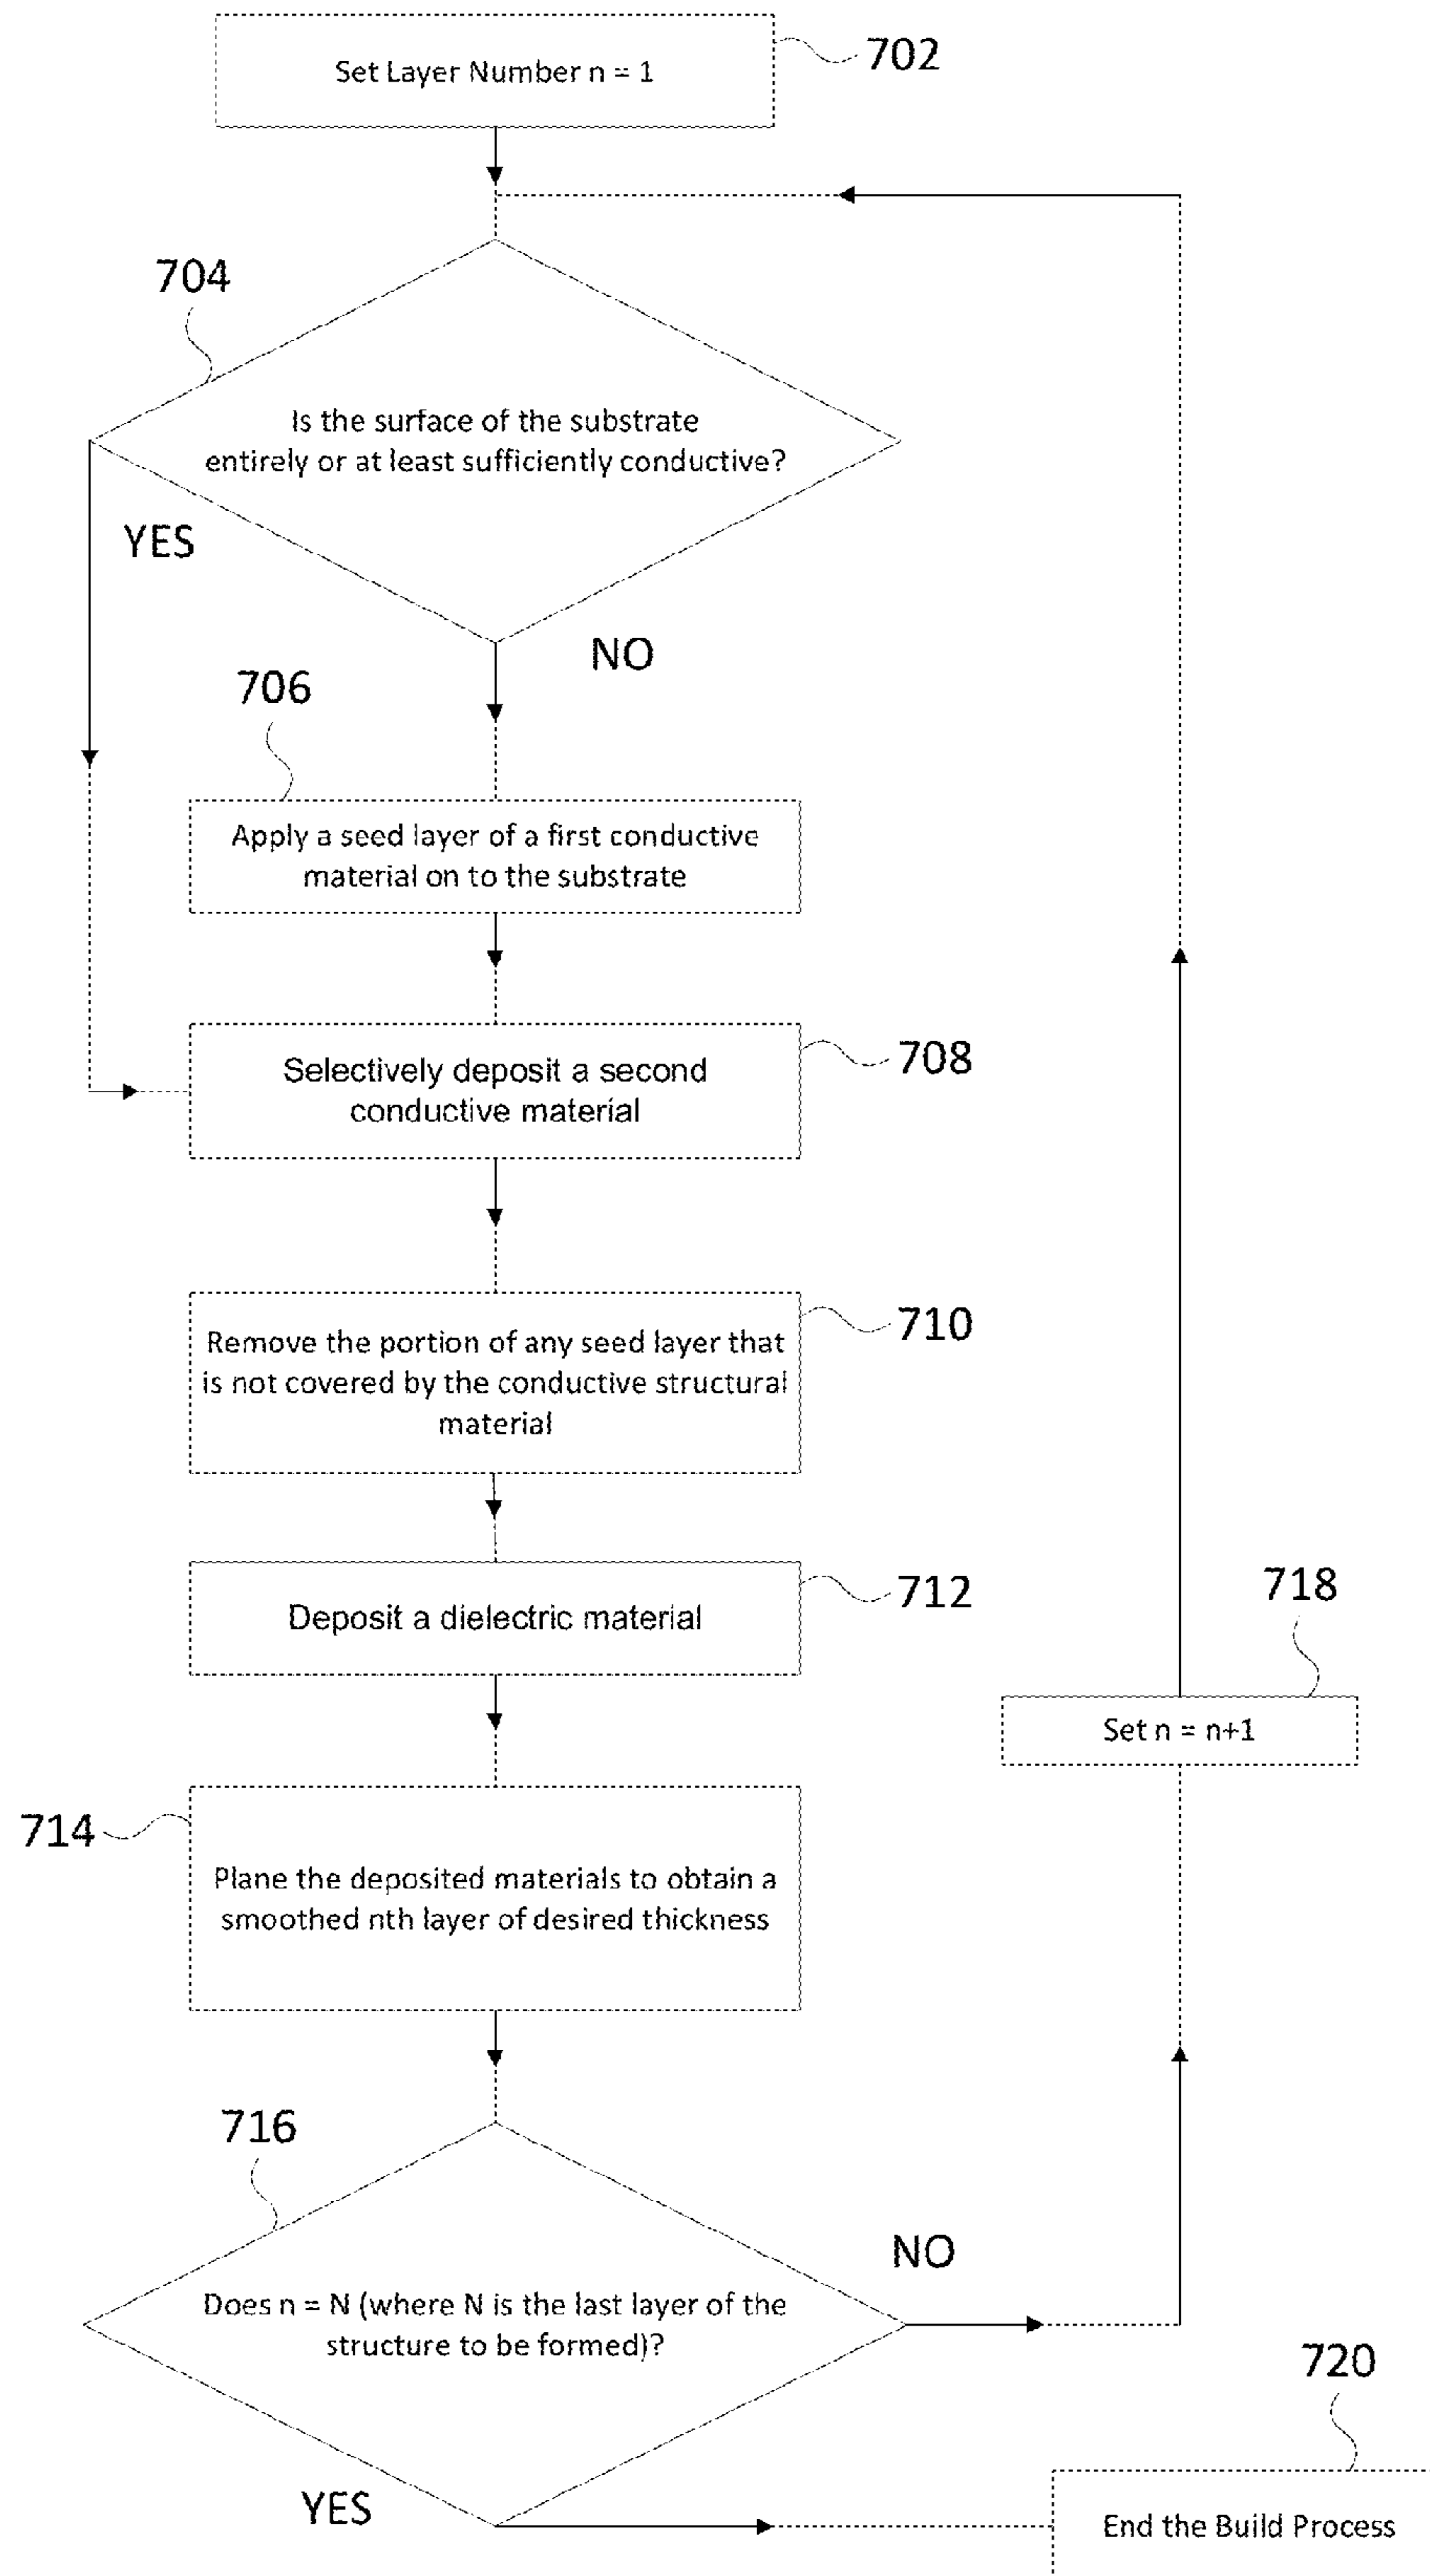 Set Layer Number n = 1
702
704
Is the surface of the substrate
entirely or at least sufficiently conductive?
YES
NO
706
Apply a seed layer of a first conductive
material on to the substrate
Selectively deposit a second
conductive material
708
Remove the portion of any seed layer that
is not covered by the conductive structural
material
710
Deposit a dielectric material
712
718
Set n = n+1
714
Plane the deposited materials to obtain a
smoothed nth layer of desired thickness
716
Does n = N (where N is the last layer of the
structure to be formed)?
NO
YES
720
End the Build Process